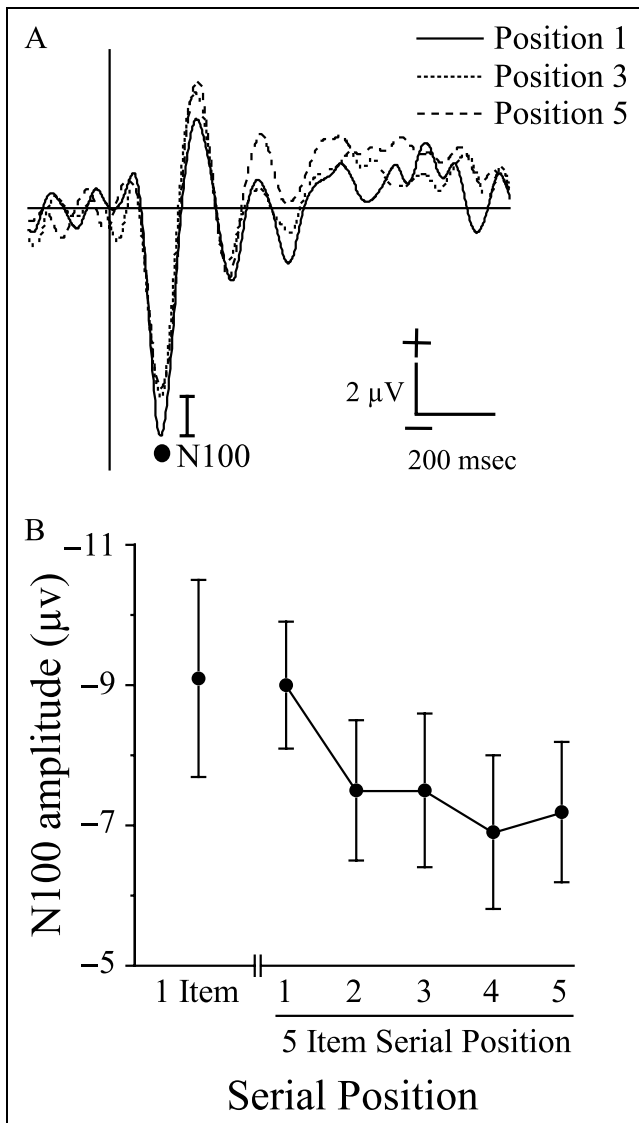 A
Position 1
Position 3
Position 5
+
2 µV
−
200 msec
N100
B
N100 amplitude (µv)
−11
−9
−7
−5
1 Item
1 2 3 4 5
5 Item Serial Position
Serial Position